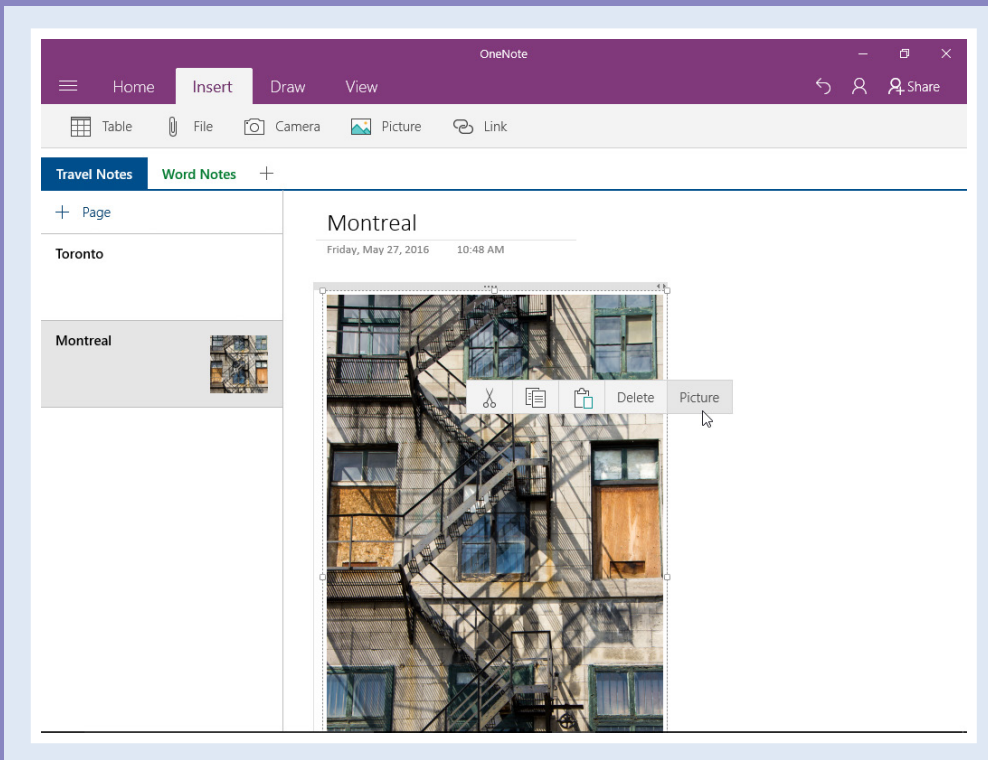 OneNote
Home Insert Draw View Share
Table File Camera Picture Link
Travel Notes Word Notes
Page
Toronto
Montreal
Montreal
Friday, May 27, 2016 10:48 AM
Delete Picture